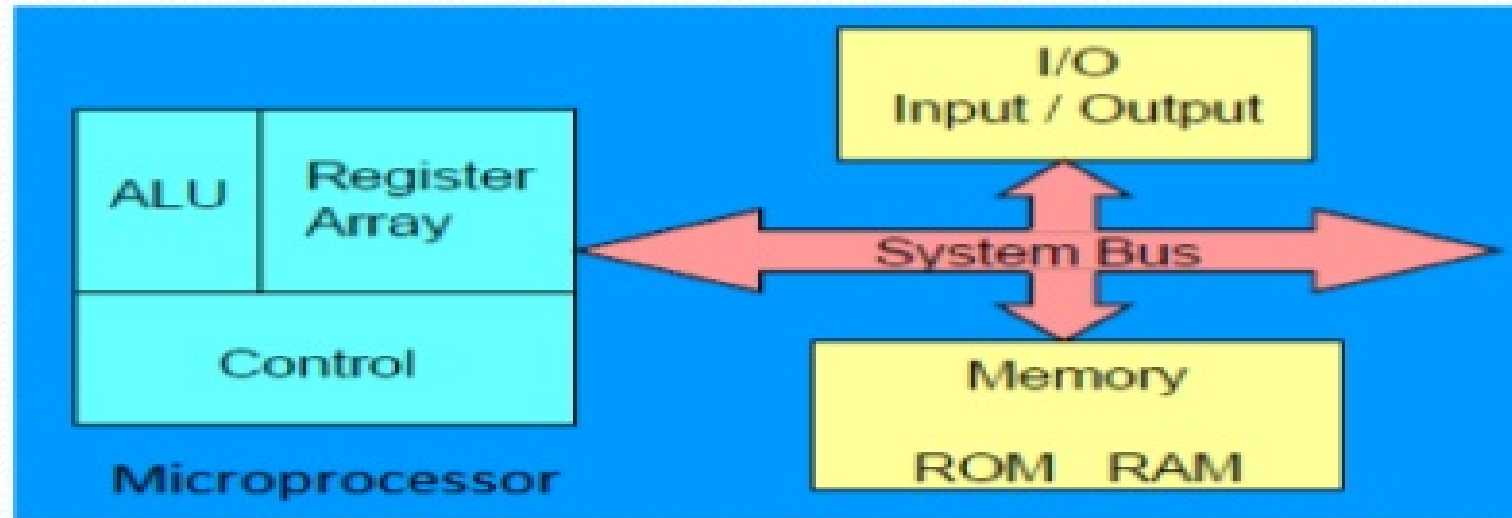 I/O
Input / Output
ALU
Register
Array
System Bus
Control
Memory
ROM RAM
Microprocessor